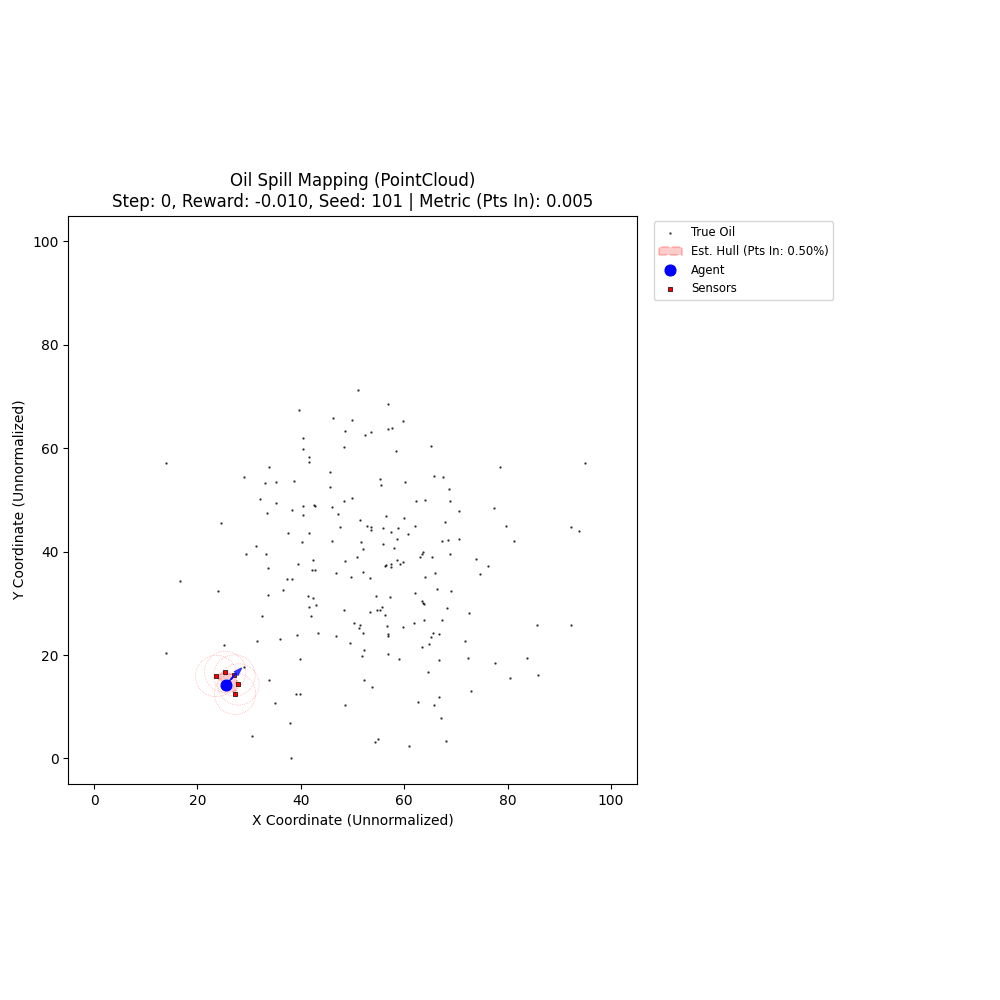 Oil Spill Mapping (PointCloud)
Step: 0, Reward: -0.010, Seed: 101 | Metric (Pts In): 0.005
True Oil
Est. Hull (Pts In: 0.50%)
Agent
Sensors
100
80
60
40
20
0
Y Coordinate (Unnormalized)
0 20 40 60 80 100
X Coordinate (Unnormalized)